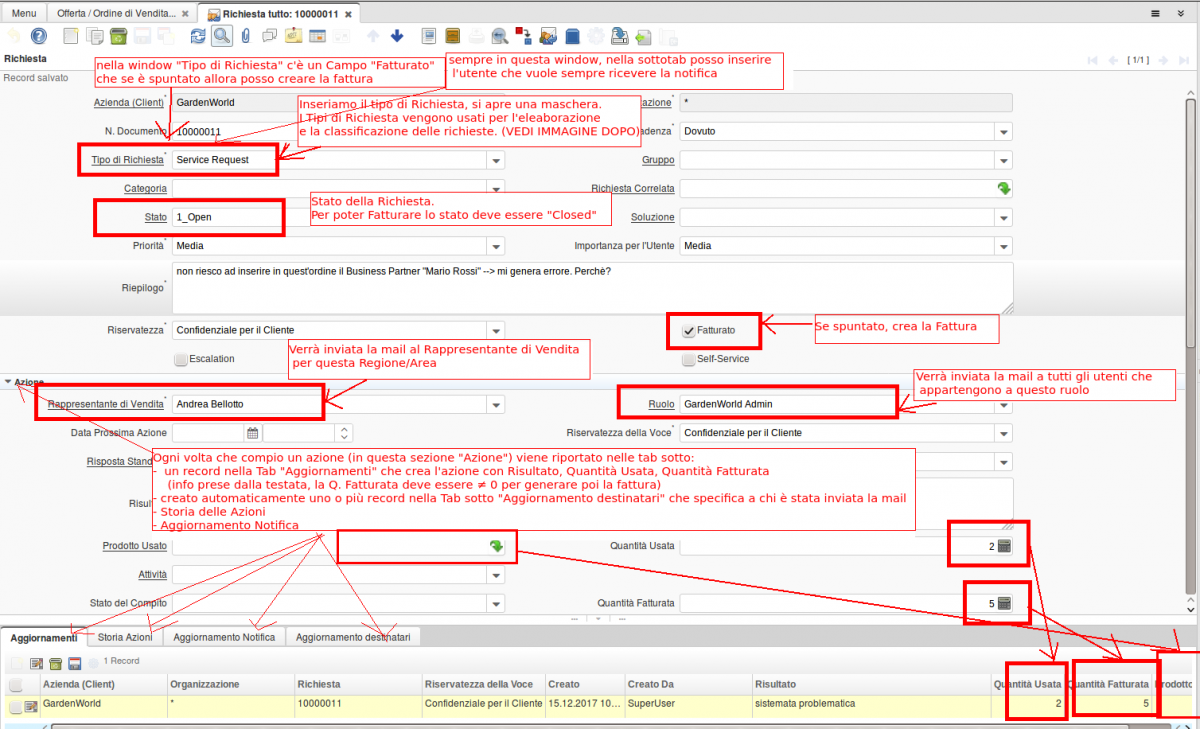 Menu
Offerta / Ordine di Vendita...
Richiesta tutto: 10000011
Richiesta
Record salvato
[ 1/1 ]
nella window "Tipo di Richiesta" c'è un Campo "Fatturato"
che se è spuntato allora posso creare la fattura
sempre in questa window, nella sottotab posso inserire
l'utente che vuole sempre ricevere la notifica
Azienda (Client)
GardenWorld
*
Inseriamo il tipo di Richiesta, si apre una maschera.
I Tipi di Richiesta vengono usati per l'eleaborazione
e la classificazione delle richieste. (VEDI IMMAGINE DOPO)
N. Documento
10000011
Dovuto
Tipo di Richiesta
Service Request
Gruppo
Categoria
Richiesta Correlata
Stato della Richiesta.
Per poter Fatturare lo stato deve essere "Closed"
Stato
1_Open
Soluzione
Priorità
Media
Importanza per l'Utente
Media
Riepilogo
non riesco ad inserire in quest'ordine il Business Partner "Mario Rossi" --> mi genera errore. Perchè?
Riservatezza
Confidenziale per il Cliente
Fatturato
Se spuntato, crea la Fattura
Escalation
Self-Service
Verrà inviata la mail al Rappresentante di Vendita
per questa Regione/Area
Azione
Verrà inviata la mail a tutti gli utenti che
appartengono a questo ruolo
Rappresentante di Vendita
Andrea Bellotto
Ruolo
GardenWorld Admin
Data Prossima Azione
Riservatezza della Voce
Confidenziale per il Cliente
Risposta Stand
Ogni volta che compio un azione (in questa sezione "Azione") viene riportato nelle tab sotto:
- un record nella Tab "Aggiornamenti" che crea l'azione con Risultato, Quantità Usata, Quantità Fatturata
(info prese dalla testata, la Q. Fatturata deve essere ≠ 0 per generare poi la fattura)
- creato automaticamente uno o più record nella Tab sotto "Aggiornamento destinatari" che specifica a chi è stata inviata la mail
- Storia delle Azioni
- Aggiornamento Notifica
Prodotto Usato
Quantità Usata
2
Attività
Stato del Compito
Quantità Fatturata
5
Aggiornamenti
Storia Azioni
Aggiornamento Notifica
Aggiornamento destinatari
1 Record
Azienda (Client)
Organizzazione
Richiesta
Riservatezza della Voce
Creato
Creato Da
Risultato
Quantità Usata
Quantità Fatturata
GardenWorld
*
10000011
Confidenziale per il Cliente
15.12.2017 10...
SuperUser
sistemata problematica
2
5